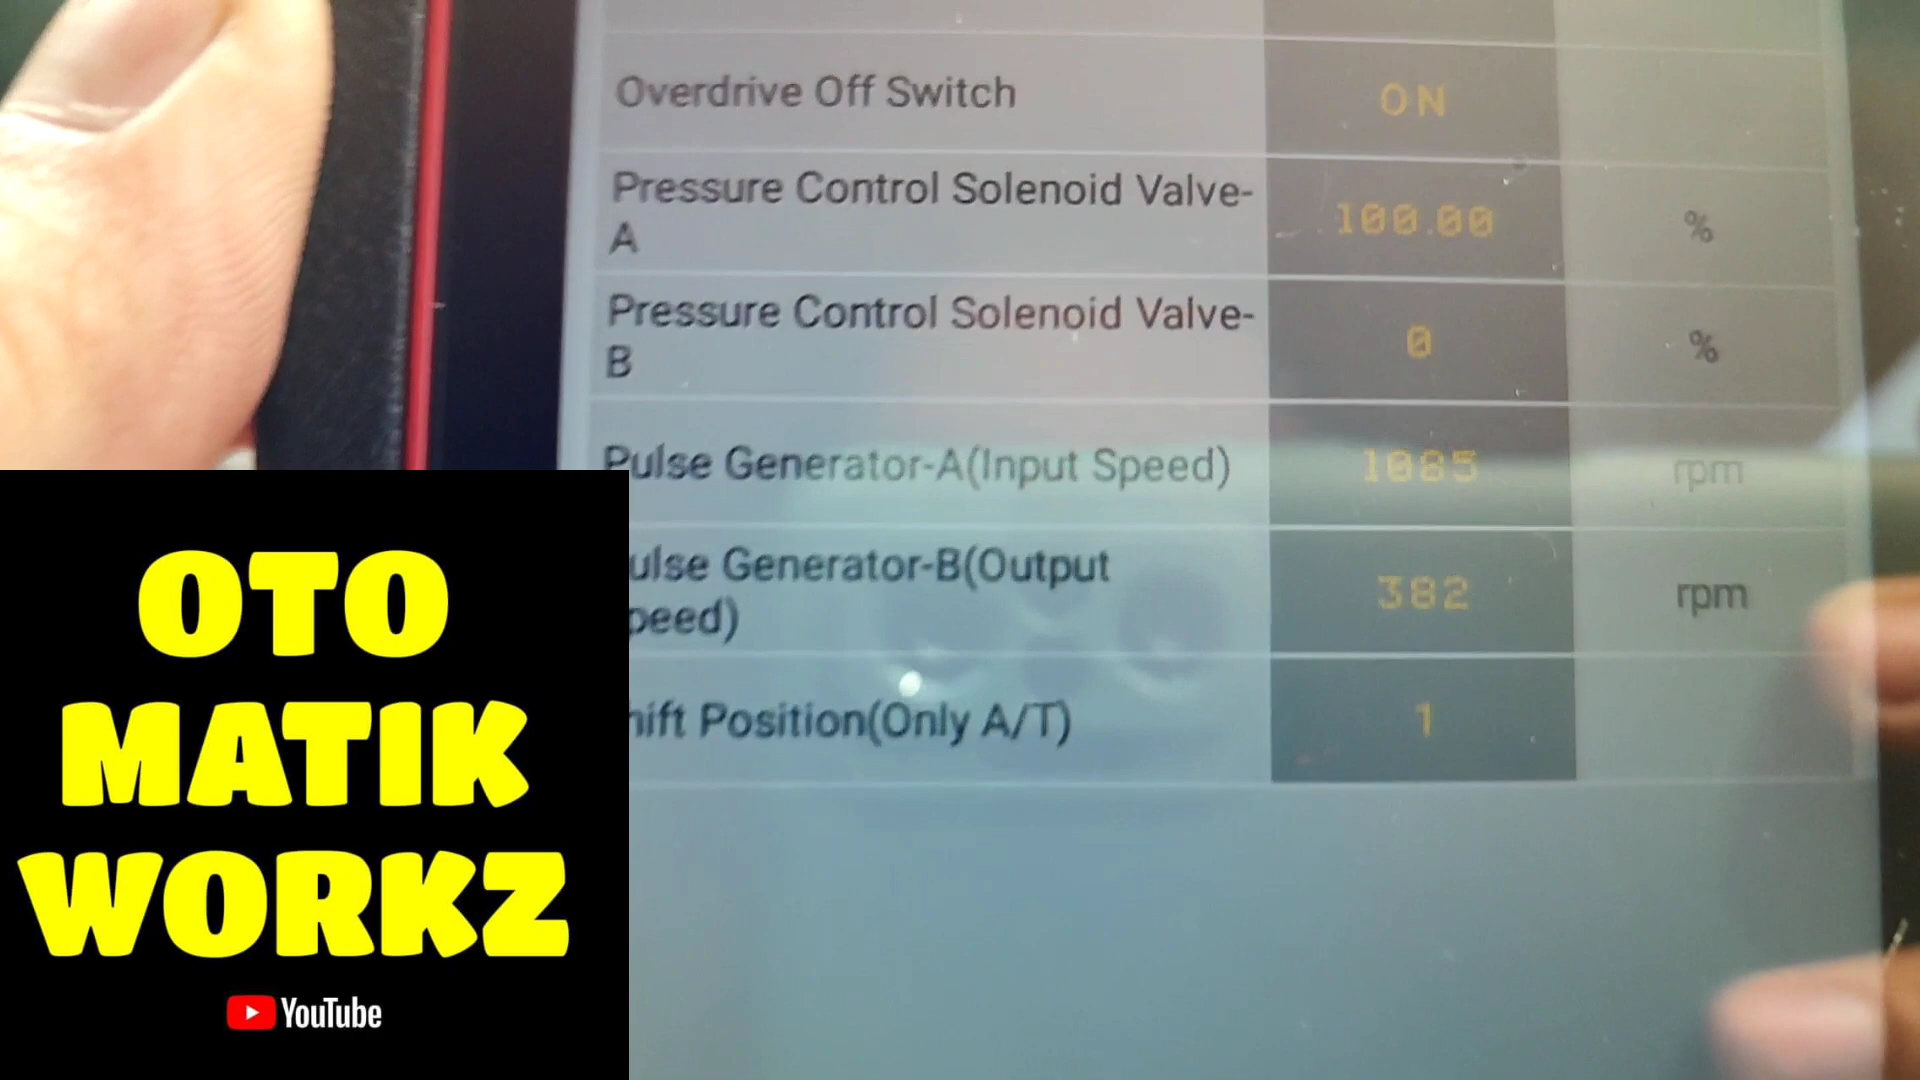 Overdrive Off Switch ON
Pressure Control Solenoid Valve-
A 100.00 %
Pressure Control Solenoid Valve-
B 0 %
Pulse Generator-A(Input Speed) 1085 rpm
ulse Generator-B(Output
peed) 382 rpm
hift Position(Only A/T) 1
OTO
MATIK
WORKZ
YouTube